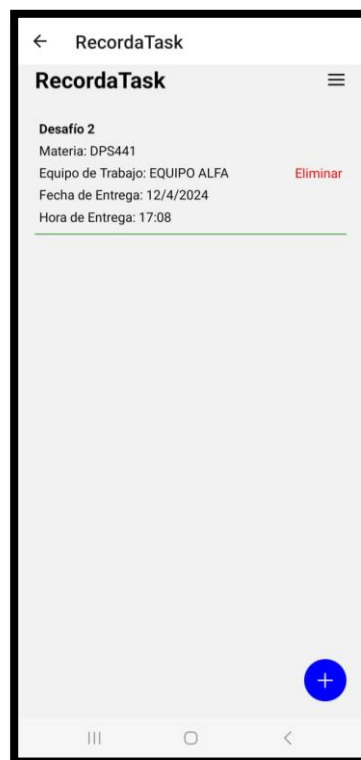 RecordaTask
RecordaTask
Desafío 2
Materia: DPS441
Equipo de Trabajo: EQUIPO ALFA
Eliminar
Fecha de Entrega: 12/4/2024
Hora de Entrega: 17:08